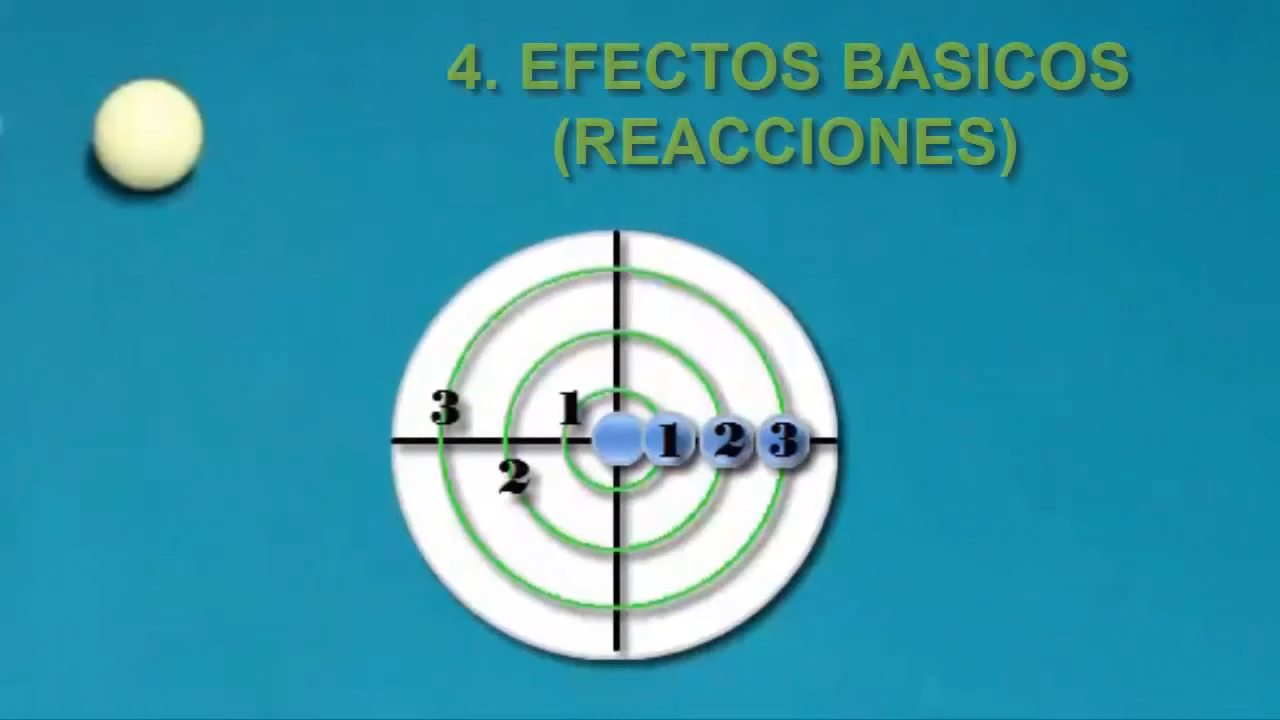 4. EFECTOS BASICOS
(REACCIONES)
3 1
1 2 3
2